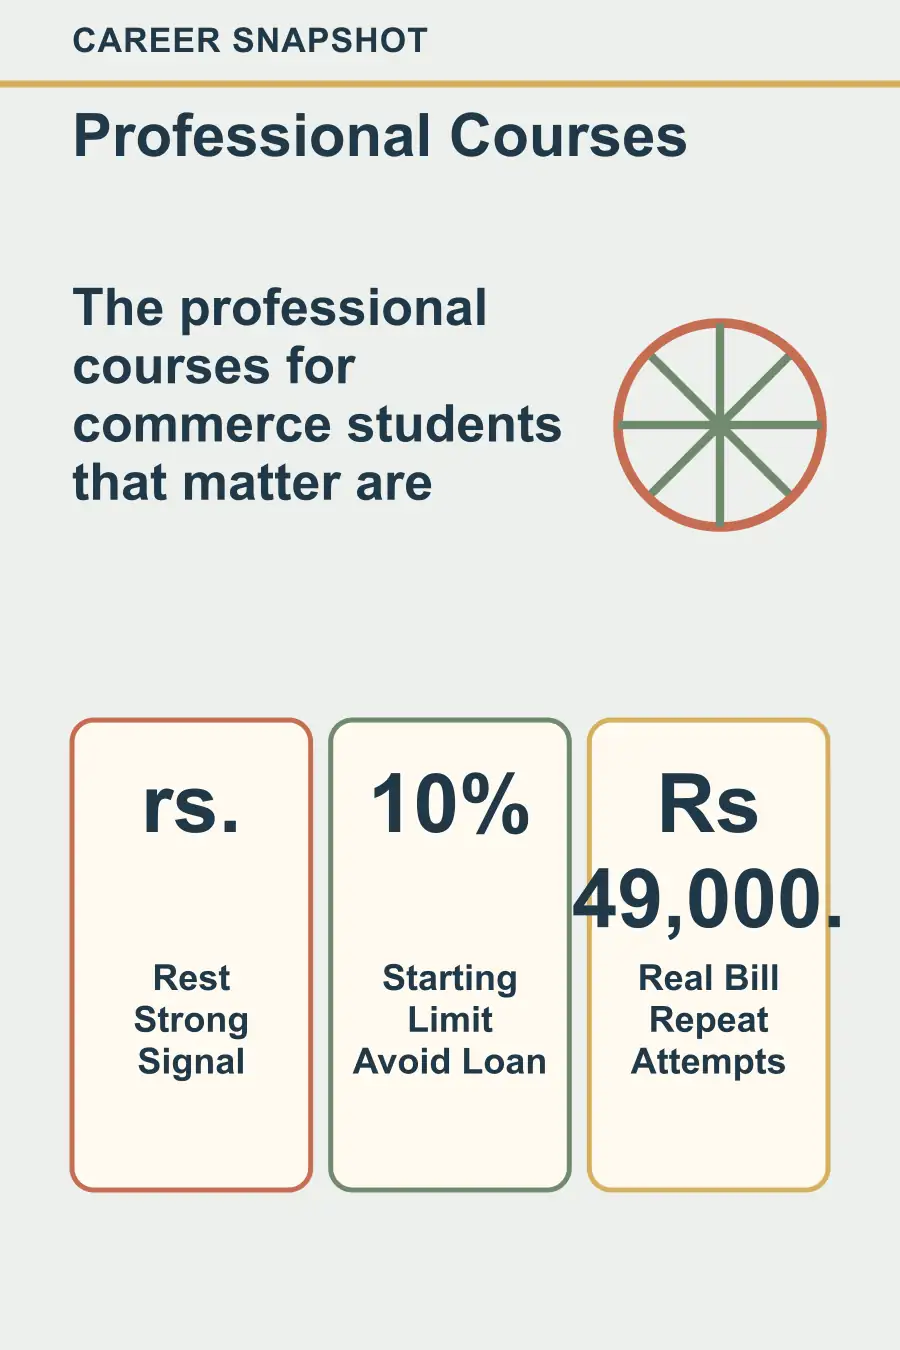 CAREER SNAPSHOT
Professional Courses
The professional
courses for
commerce students
that matter are
rs.
Rest
Strong
Signal
10%
Starting
Limit
Avoid Loan
Rs
49,000.
Real Bill
Repeat
Attempts